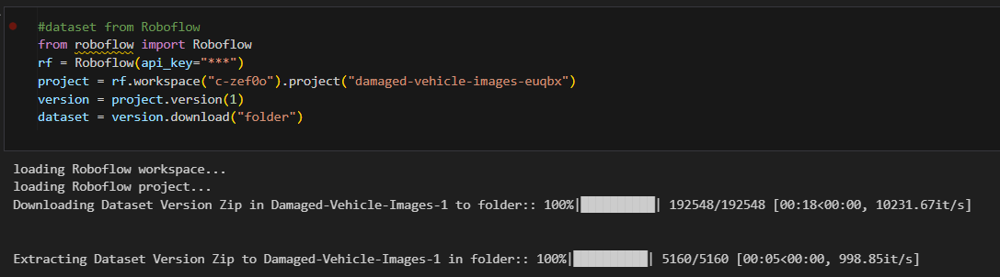 #dataset from Roboflow
from roboflow import Roboflow
rf = Roboflow(api_key="***")
project = rf.workspace("c-zef0o").project("damaged-vehicle-images-euqbx")
version = project.version(1)
dataset = version.download("folder")
loading Roboflow workspace...
loading Roboflow project...
Downloading Dataset Version Zip in Damaged-Vehicle-Images-1 to folder:: 100%|██████████| 192548/192548 [00:18<00:00, 10231.67it/s]
Extracting Dataset Version Zip to Damaged-Vehicle-Images-1 in folder:: 100%|██████████| 5160/5160 [00:05<00:00, 998.85it/s]